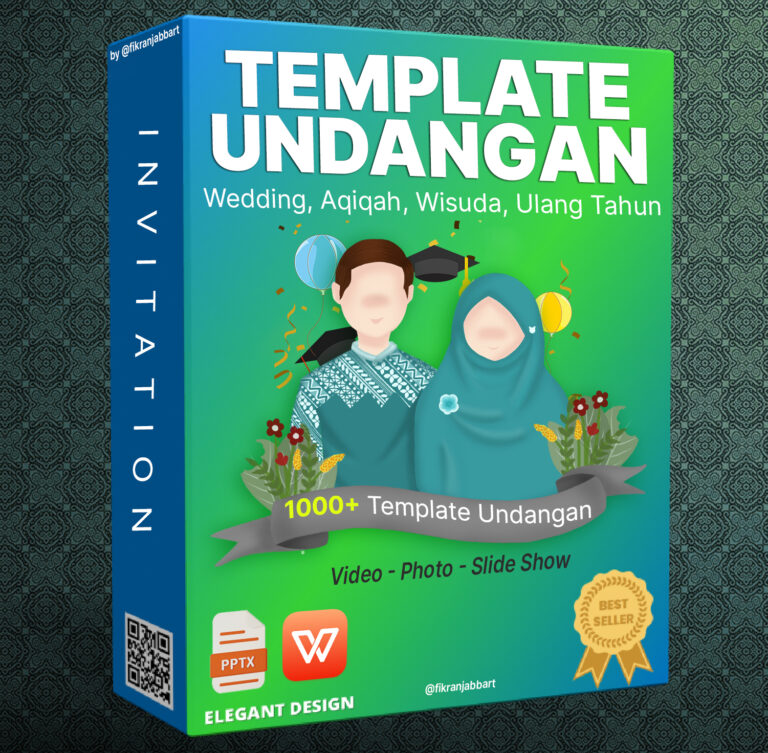 by @fikranjabbart
INVITATION
TEMPLATE
UNDANGAN
Wedding, Aqiqah, Wisuda, Ulang Tahun
1000+ Template Undangan
Video - Photo - Slide Show
PPTX
W
BEST
SELLER
ELEGANT DESIGN
@fikranjabbart